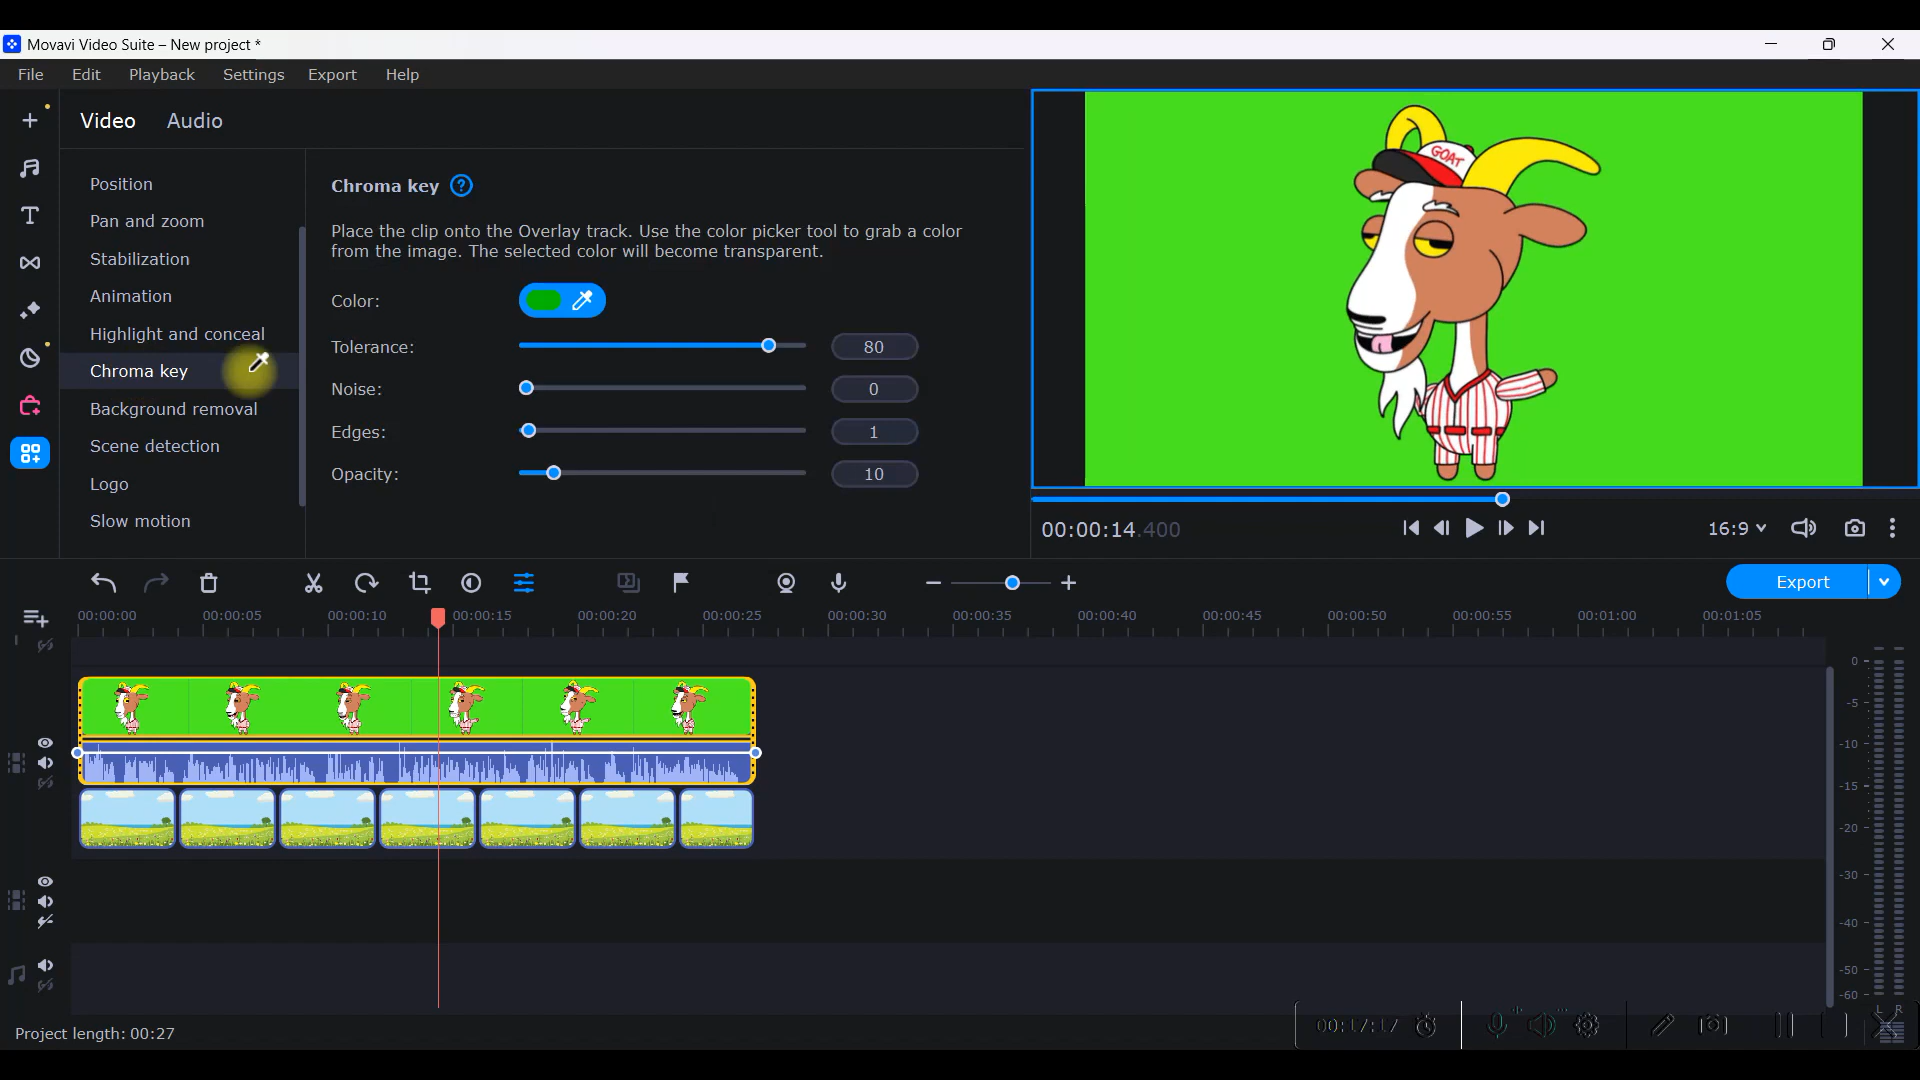 Movavi Video Suite – New project *
File Edit Playback Settings Export Help
Video Audio
Position
Pan and zoom
Stabilization
Animation
Highlight and conceal
Chroma key
Background removal
Scene detection
Logo
Slow motion
Chroma key ?
Place the clip onto the Overlay track. Use the color picker tool to grab a color
from the image. The selected color will become transparent.
Color:
Tolerance: 80
Noise: 0
Edges: 1
Opacity: 10
GOAT
00:00:14.400
16:9
Export
00:00:00 00:00:05 00:00:10 00:00:15 00:00:20 00:00:25 00:00:30 00:00:35 00:00:40 00:00:45 00:00:50 00:00:55 00:01:00 00:01:05
0
-5
-10
-15
-20
-30
-40
-50
-60
L R
Project length: 00:27